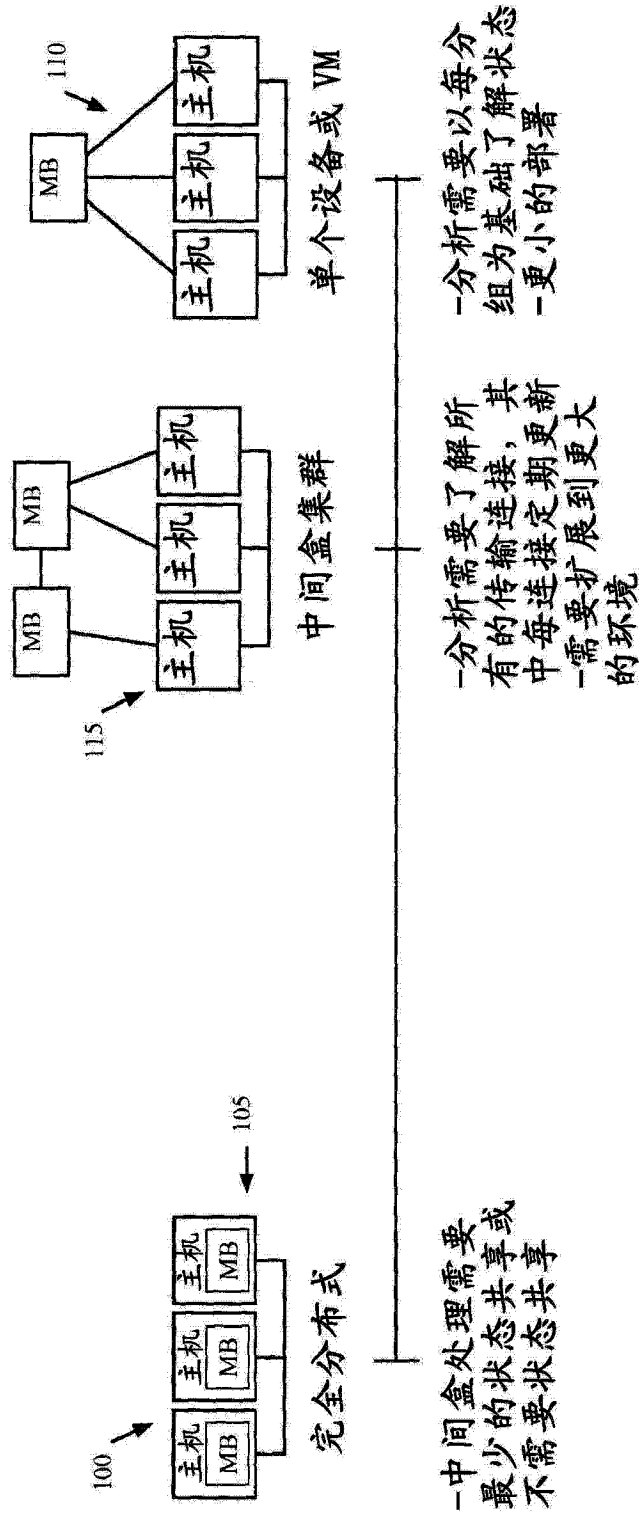 100
主机
主机
主机
MB
MB
MB
105
完全分布式
-中间盒处理需要
最少的状态共享或
不需要状态共享
115
MB
MB
主机
主机
主机
中间盒集群
-分析需要了解所
有的传输连接，其
中每连接定期更新
-需要扩展到更大
的环境
MB
110
主机
主机
主机
单个设备或 VM
-分析需要以每分
组为基础了解状态
-更小的部署